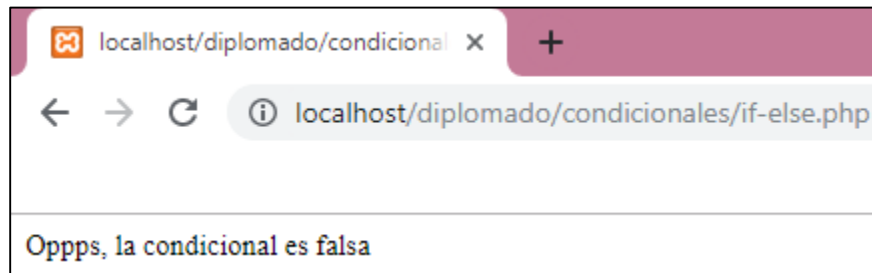 localhost/diplomado/condicional
localhost/diplomado/condicionales/if-else.php
Oppps, la condicional es falsa